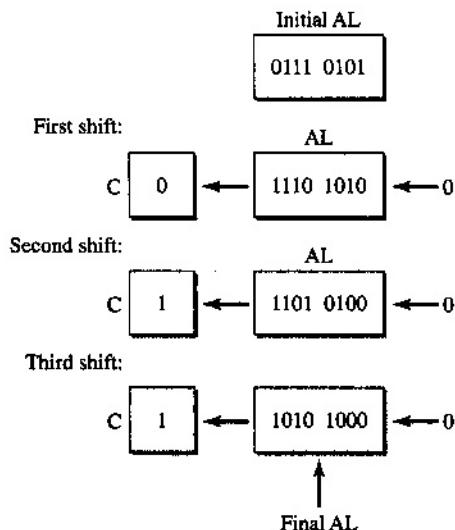 Initial AL
0111 0101
First shift:
AL
C 0 1110 1010 0
Second shift:
AL
C 1 1101 0100 0
Third shift:
C 1 1010 1000 0
Final AL